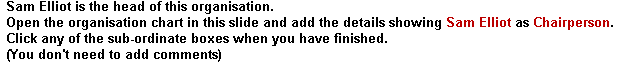 Sam Elliot is the head of this organisation.
Open the organisation chart in this slide and add the details showing Sam Elliot as Chairperson.
Click any of the sub-ordinate boxes when you have finished.
(You don't need to add comments)